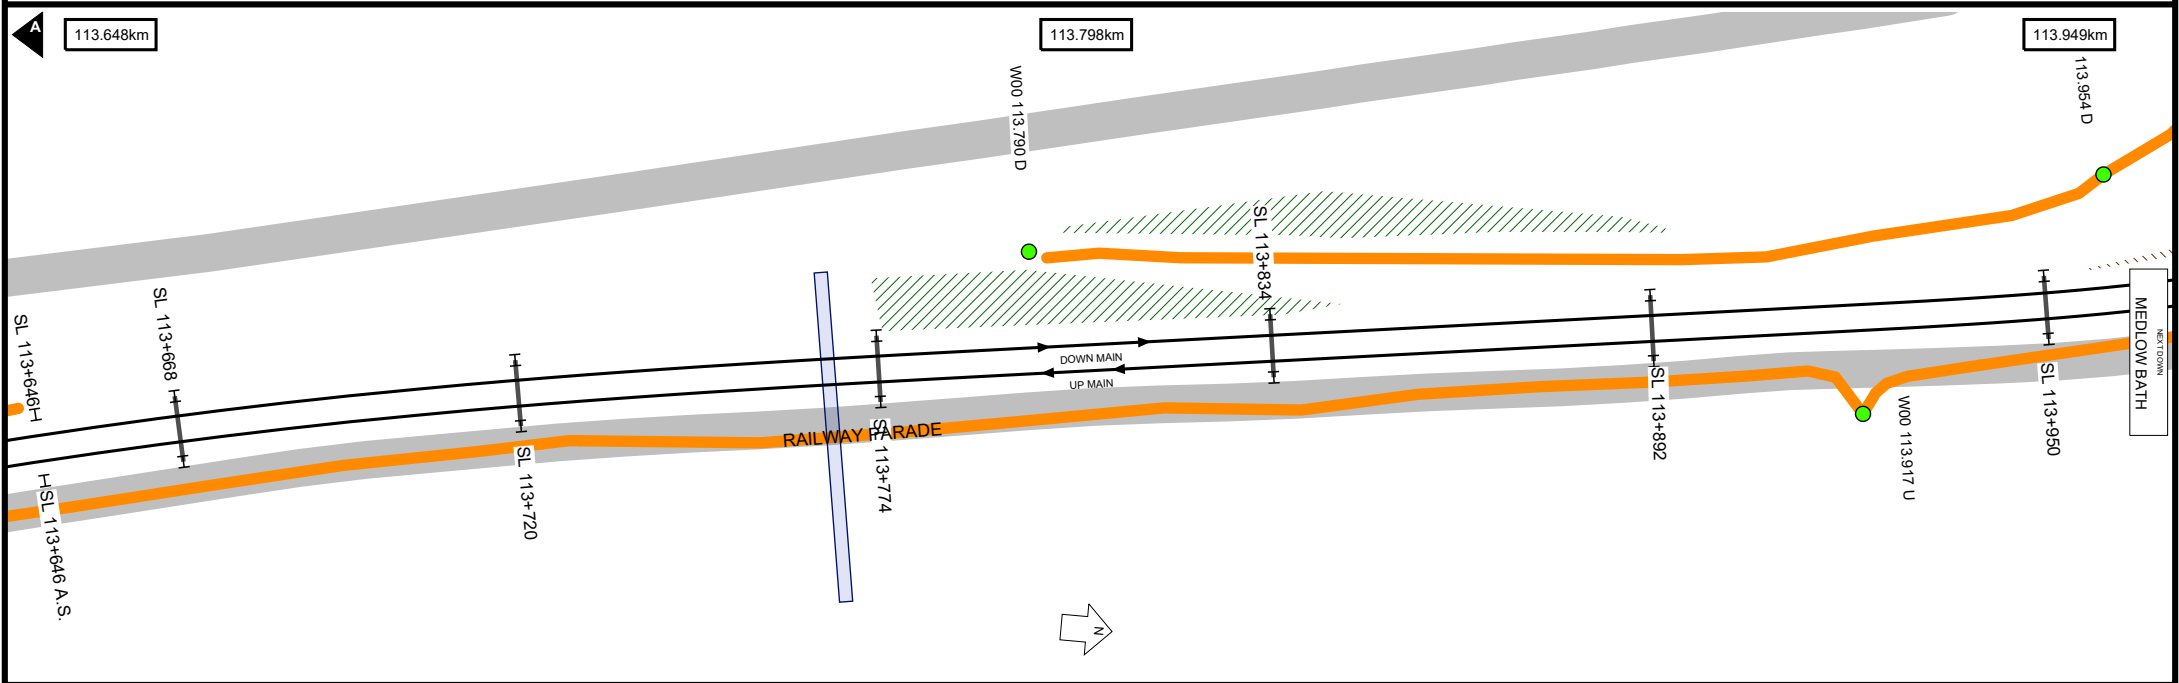 A
113.648km
113.798km
113.949km
W00 113.790 D
113.954 D
SL 113+646
SL 113+668
SL 113+834
DOWN MAIN
UP MAIN
RAILWAY PARADE
SL 113+646 A.S.
SL 113+720
SL 113+774
SL 113+892
W00 113.917 U
SL 113+950
MEDLOW BATH
NEXT DOWN
N